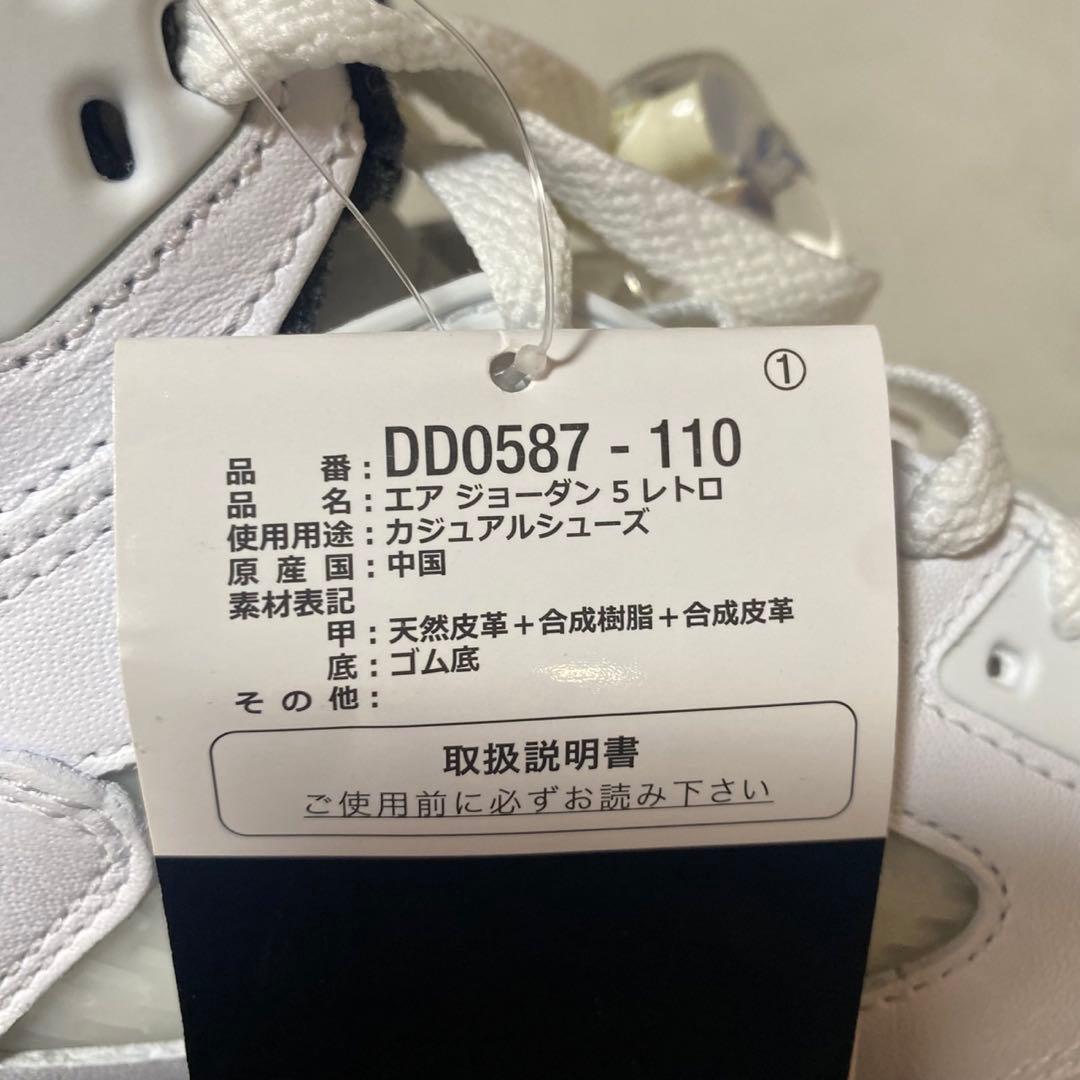 ①
品 番：DD0587 - 110
品 名：エア ジョーダン 5 レトロ
使用用途：カジュアルシューズ
原 産 国：中国
素材表記
甲：天然皮革＋合成樹脂＋合成皮革
底：ゴム底
そ の 他：
取扱説明書
ご使用前に必ずお読み下さい